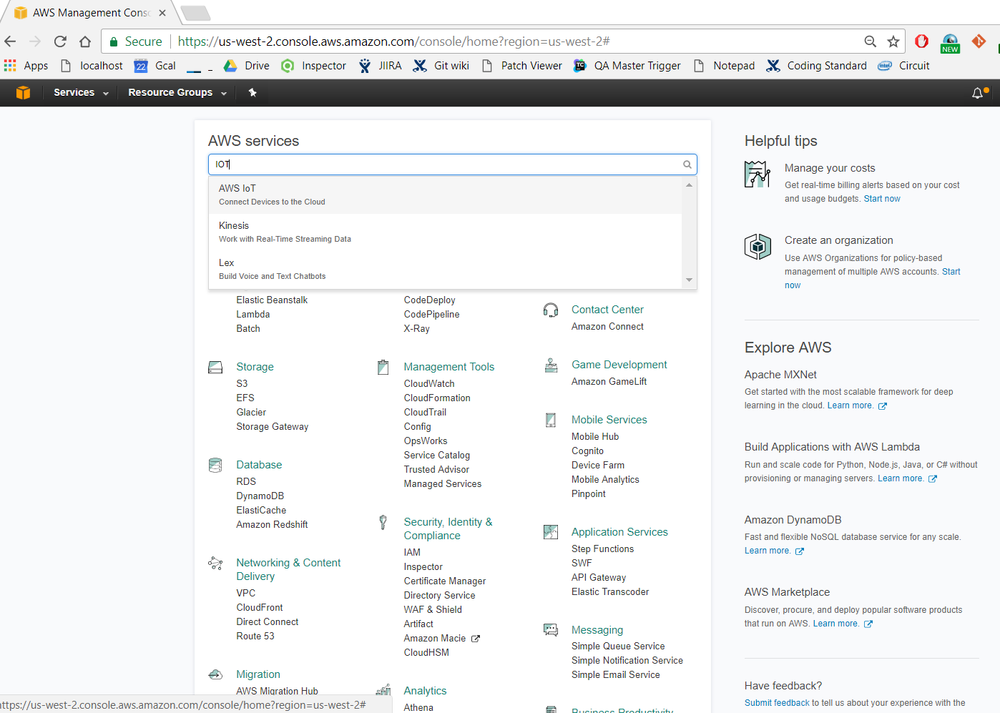 AWS Management Cons
Secure https://us-west-2.console.aws.amazon.com/console/home?region=us-west-2#
NEW
Apps localhost 22 Gcal _ Drive Inspector JIIRA Git wiki Patch Viewer TC QA Master Trigger Notepad Coding Standard intel Circuit
Services Resource Groups
AWS services
IOT
AWS IoT
Connect Devices to the Cloud
Kinesis
Work with Real-Time Streaming Data
Lex
Build Voice and Text Chatbots
Elastic Beanstalk
Lambda
Batch
Storage
S3
EFS
Glacier
Storage Gateway
Database
RDS
DynamoDB
ElastiCache
Amazon Redshift
Networking & Content
Delivery
VPC
CloudFront
Direct Connect
Route 53
Migration
AWS Migration Hub
CodeDeploy
CodePipeline
X-Ray
Management Tools
CloudWatch
CloudFormation
CloudTrail
Config
OpsWorks
Service Catalog
Trusted Advisor
Managed Services
Security, Identity &
Compliance
IAM
Inspector
Certificate Manager
Directory Service
WAF & Shield
Artifact
Amazon Macie
CloudHSM
Analytics
Athena
Contact Center
Amazon Connect
Game Development
Amazon GameLift
Mobile Services
Mobile Hub
Cognito
Device Farm
Mobile Analytics
Pinpoint
Application Services
Step Functions
SWF
API Gateway
Elastic Transcoder
Messaging
Simple Queue Service
Simple Notification Service
Simple Email Service
Business Productivity
Helpful tips
Manage your costs
Get real-time billing alerts based on your cost
and usage budgets. Start now
Create an organization
Use AWS Organizations for policy-based
management of multiple AWS accounts. Start
now
Explore AWS
Apache MXNet
Get started with the most scalable framework for deep
learning in the cloud. Learn more.
Build Applications with AWS Lambda
Run and scale code for Python, Node.js, Java, or C# without
provisioning or managing servers. Learn more.
Amazon DynamoDB
Fast and flexible NoSQL database service for any scale.
Learn more.
AWS Marketplace
Discover, procure, and deploy popular software products
that run on AWS. Learn more.
Have feedback?
Submit feedback to tell us about your experience with the
https://us-west-2.console.aws.amazon.com/console/home?region=us-west-2#